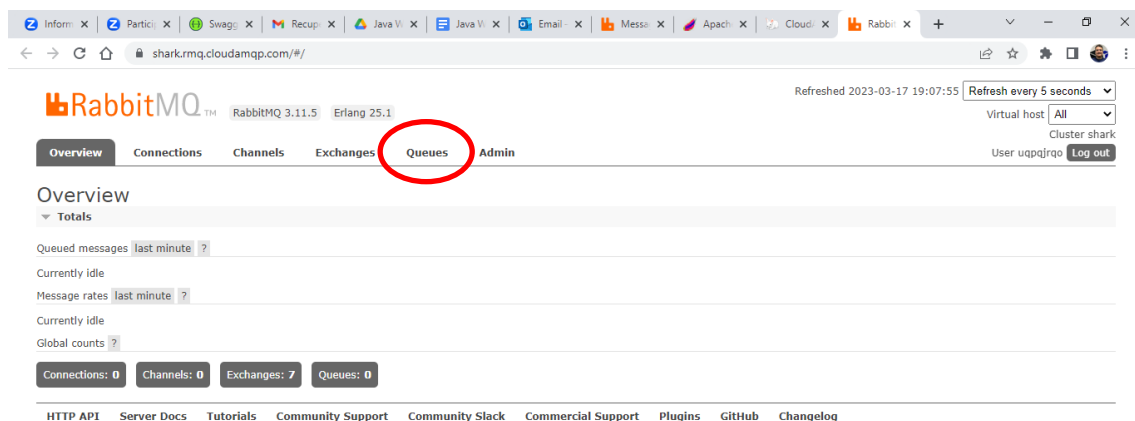 Inform Particip Swagg Recup Java W Java W Email - Messa Apach Cloud Rabbit
shark.rmq.cloudamqp.com/#/
Refreshed 2023-03-17 19:07:55 Refresh every 5 seconds
RabbitMQ TM RabbitMQ 3.11.5 Erlang 25.1
Virtual host All
Cluster shark
Overview Connections Channels Exchanges Queues Admin
User uqpqjrqo Log out
Overview
Totals
Queued messages last minute ?
Currently idle
Message rates last minute ?
Currently idle
Global counts ?
Connections: 0 Channels: 0 Exchanges: 7 Queues: 0
HTTP API Server Docs Tutorials Community Support Community Slack Commercial Support Plugins GitHub Changelog